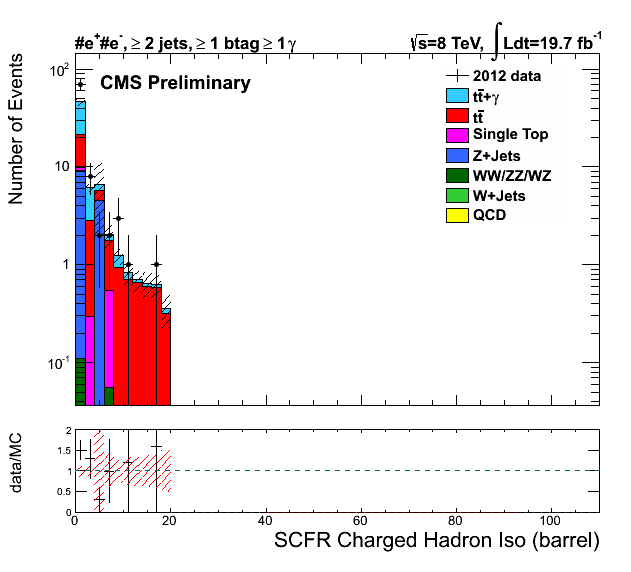 #e⁺#e⁻, ≥ 2 jets, ≥ 1 btag ≥ 1γ
√s=8 TeV, ∫Ldt=19.7 fb⁻¹
CMS Preliminary
2012 data
tt̄+γ
tt̄
Single Top
Z+Jets
WW/ZZ/WZ
W+Jets
QCD
Number of Events
10²
10
1
10⁻¹
data/MC
2
1.5
1
0.5
0
0 20 40 60 80 100
SCFR Charged Hadron Iso (barrel)